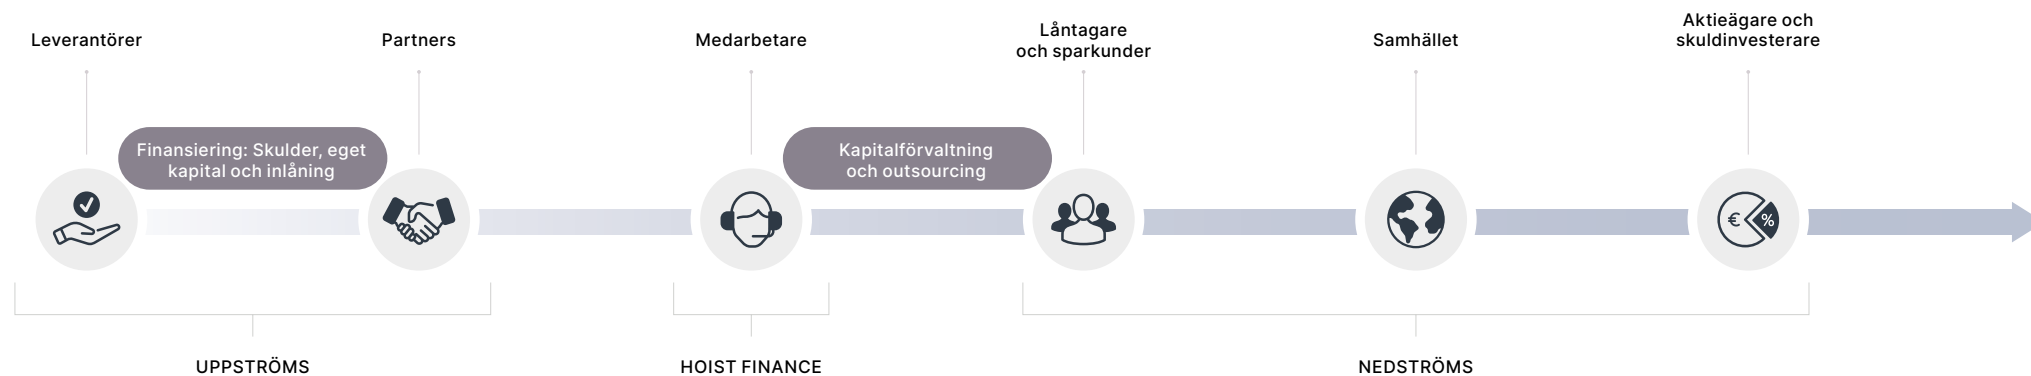 Leverantörer
Partners
Medarbetare
Låntagare
och sparkunder
Samhället
Aktieägare och
skuldinvesterare
Finansiering: Skulder, eget
kapital och inlåning
Kapitalförvaltning
och outsourcing
€
%
UPPSTRÖMS
HOIST FINANCE
NEDSTRÖMS